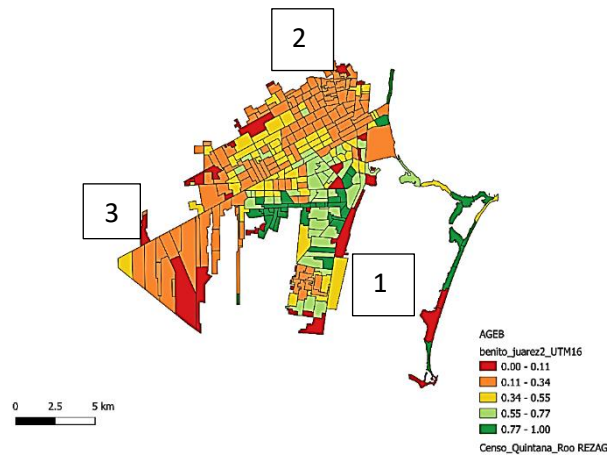 2
3
1
AGEB
benito_juarez2_UTM16
0.00 - 0.11
0.11 - 0.34
0.34 - 0.55
0.55 - 0.77
0.77 - 1.00
Censo_Quintana_Roo REZAG
0 2.5 5 km